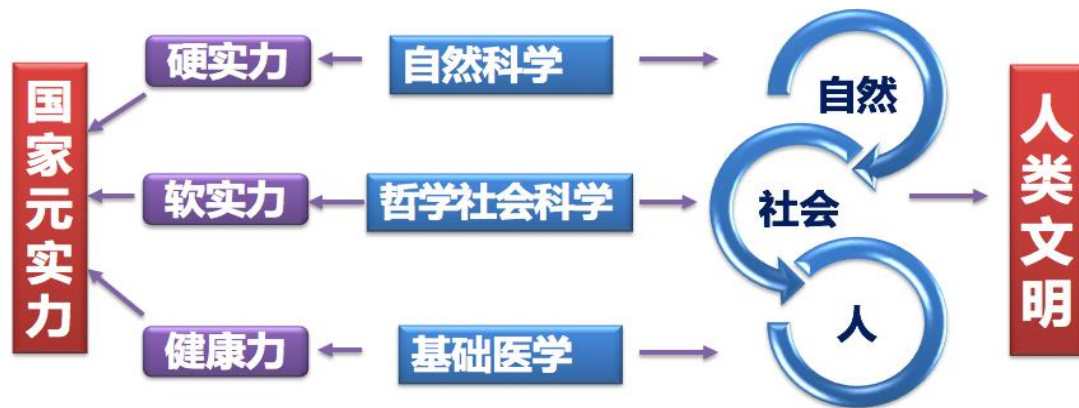 国家元实力
硬实力
自然科学
自然
软实力
哲学社会科学
社会
健康力
基础医学
人
人类文明